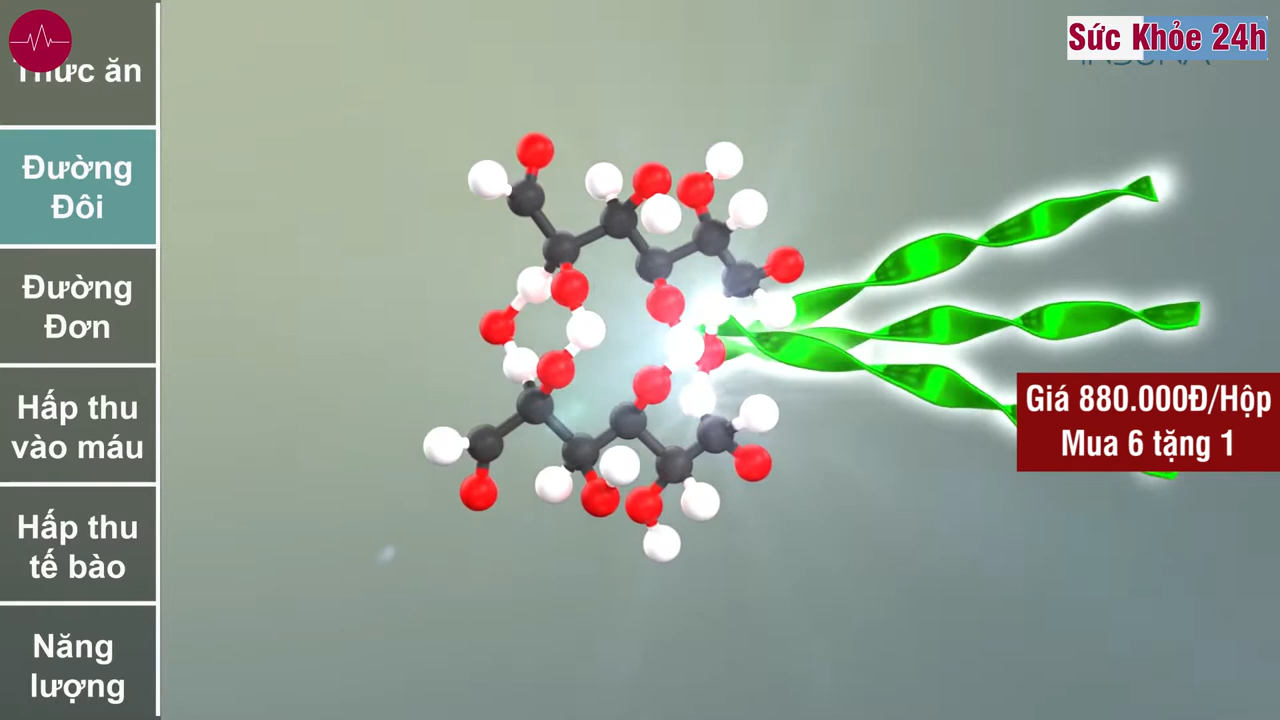 Sức Khỏe 24h
Thức ăn
Đường
Đôi
Đường
Đơn
Hấp thu
vào máu
Hấp thu
tế bào
Năng
lượng
Giá 880.000Đ/Hộp
Mua 6 tặng 1